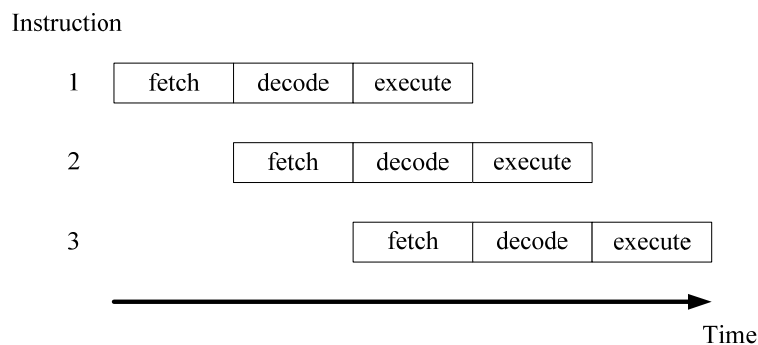 Instruction
1 fetch decode execute
2 fetch decode execute
3 fetch decode execute
Time